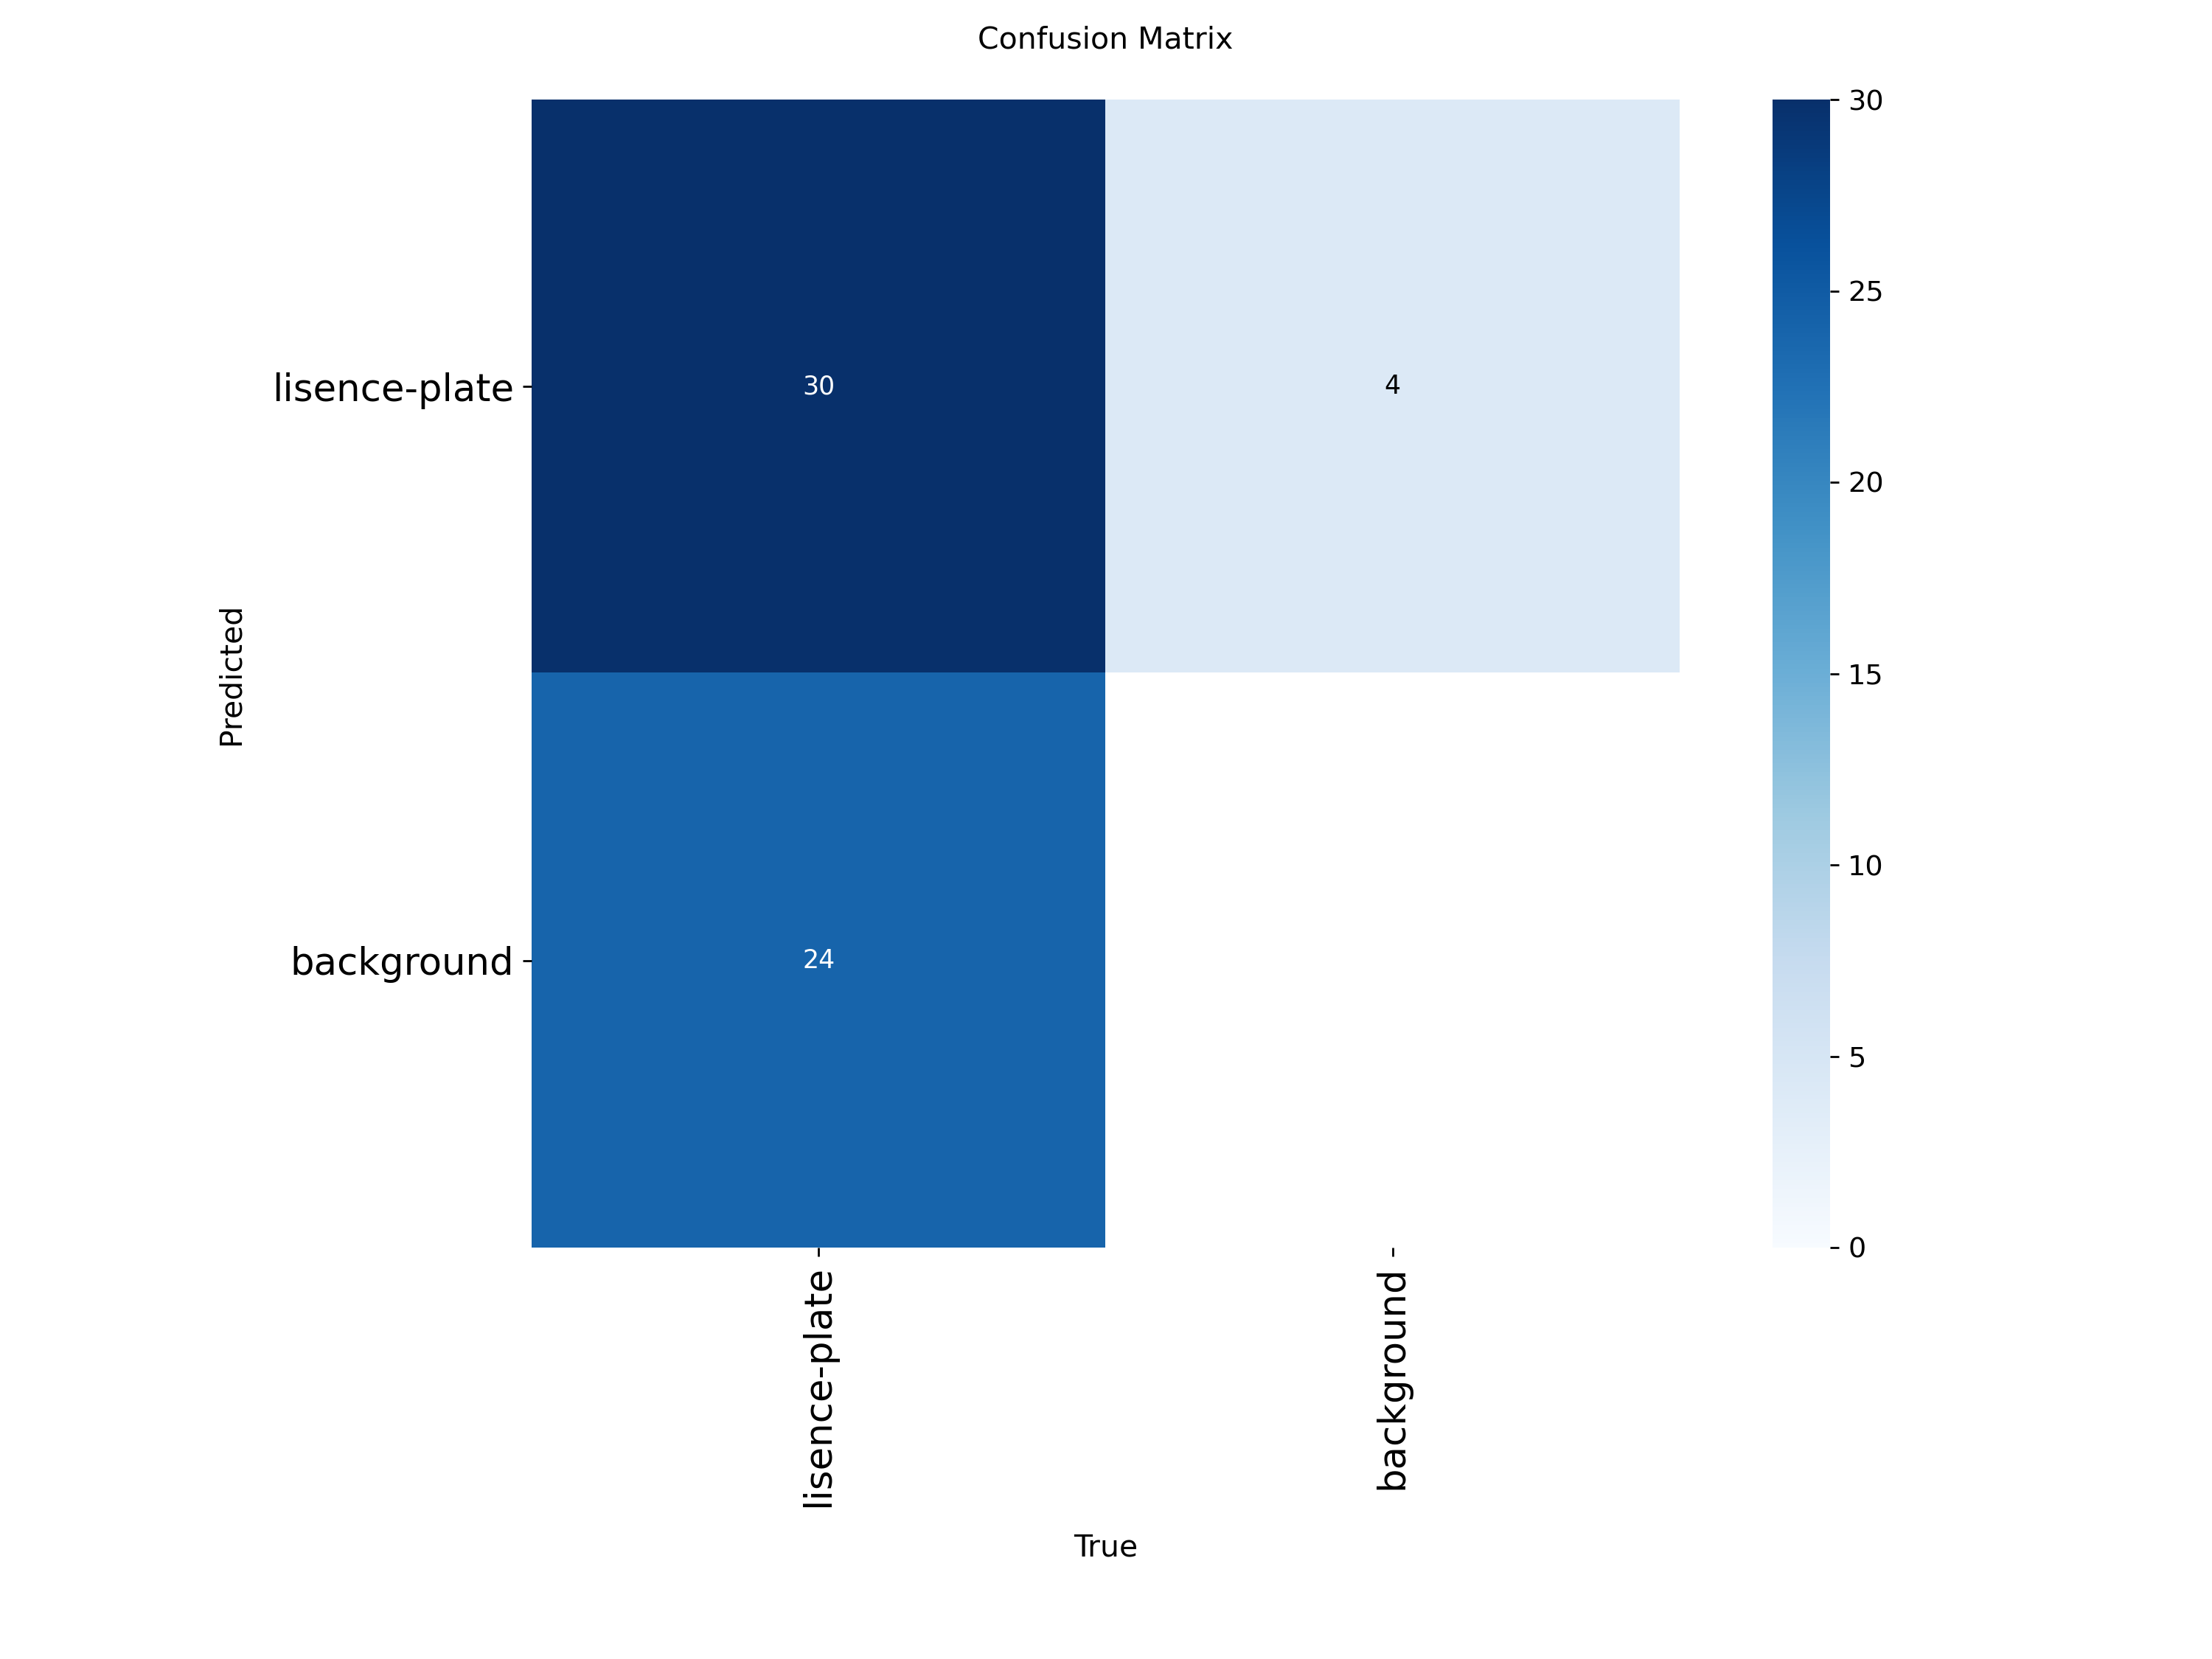 Confusion Matrix
Predicted
lisence-plate
background
30
4
24
lisence-plate
background
True
30
25
20
15
10
5
0